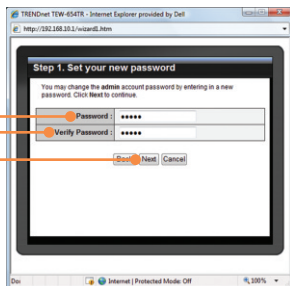 TRENDnet TEW-654TR - Internet Explorer provided by Dell
http://192.168.10.1/wizard1.htm
Step 1. Set your new password
You may change the admin account password by entering in a new
password. Click Next to continue.
Password : •••••
Verify Password : •••••
Back Next Cancel
Internet | Protected Mode: Off 100%